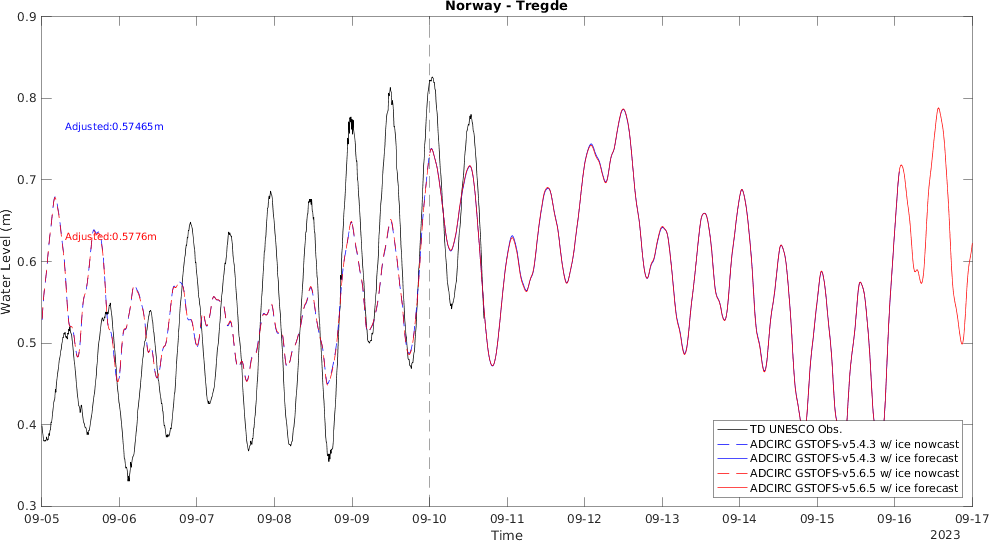 Norway - Tregde
0.9
0.8
0.7
0.6
0.5
0.4
0.3
Water Level (m)
Adjusted:0.57465m
Adjusted:0.5776m
TD UNESCO Obs.
ADCIRC GSTOFS-v5.4.3 w/ ice nowcast
ADCIRC GSTOFS-v5.4.3 w/ ice forecast
ADCIRC GSTOFS-v5.6.5 w/ ice nowcast
ADCIRC GSTOFS-v5.6.5 w/ ice forecast
09-05 09-06 09-07 09-08 09-09 09-10 09-11 09-12 09-13 09-14 09-15 09-16 09-17
Time
2023